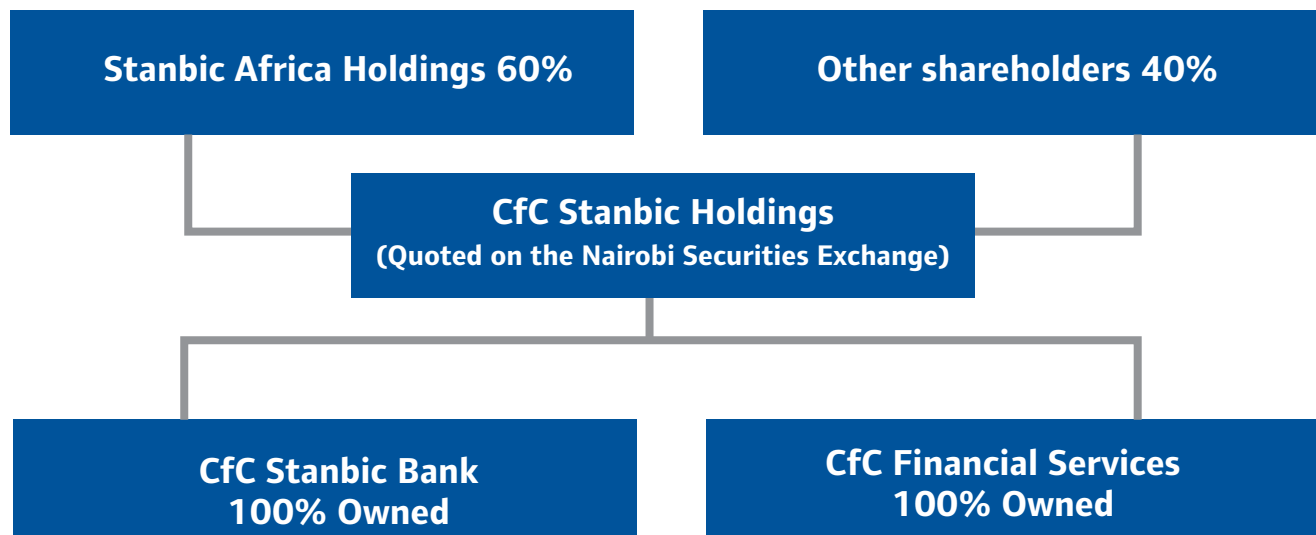 Stanbic Africa Holdings 60%
Other shareholders 40%
CfC Stanbic Holdings
(Quoted on the Nairobi Securities Exchange)
CfC Stanbic Bank
100% Owned
CfC Financial Services
100% Owned